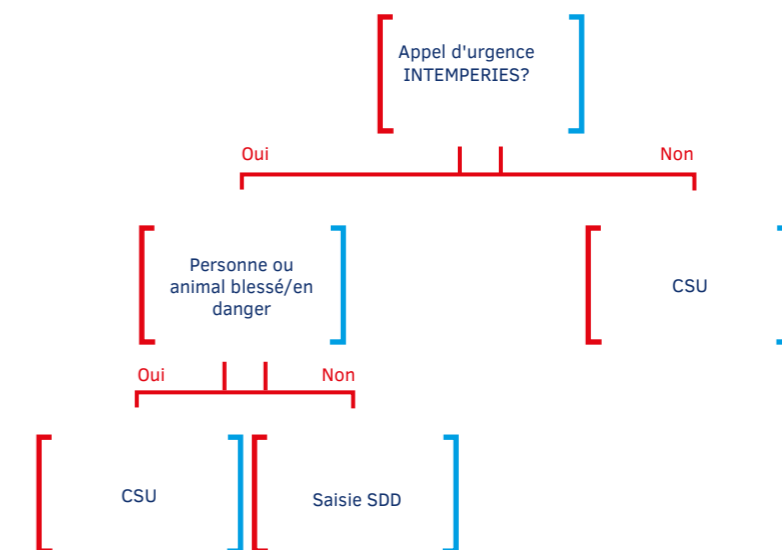 Appel d'urgence
INTEMPERIES?
Oui
Non
Personne ou
animal blessé/en
danger
CSU
Oui
Non
CSU
Saisie SDD